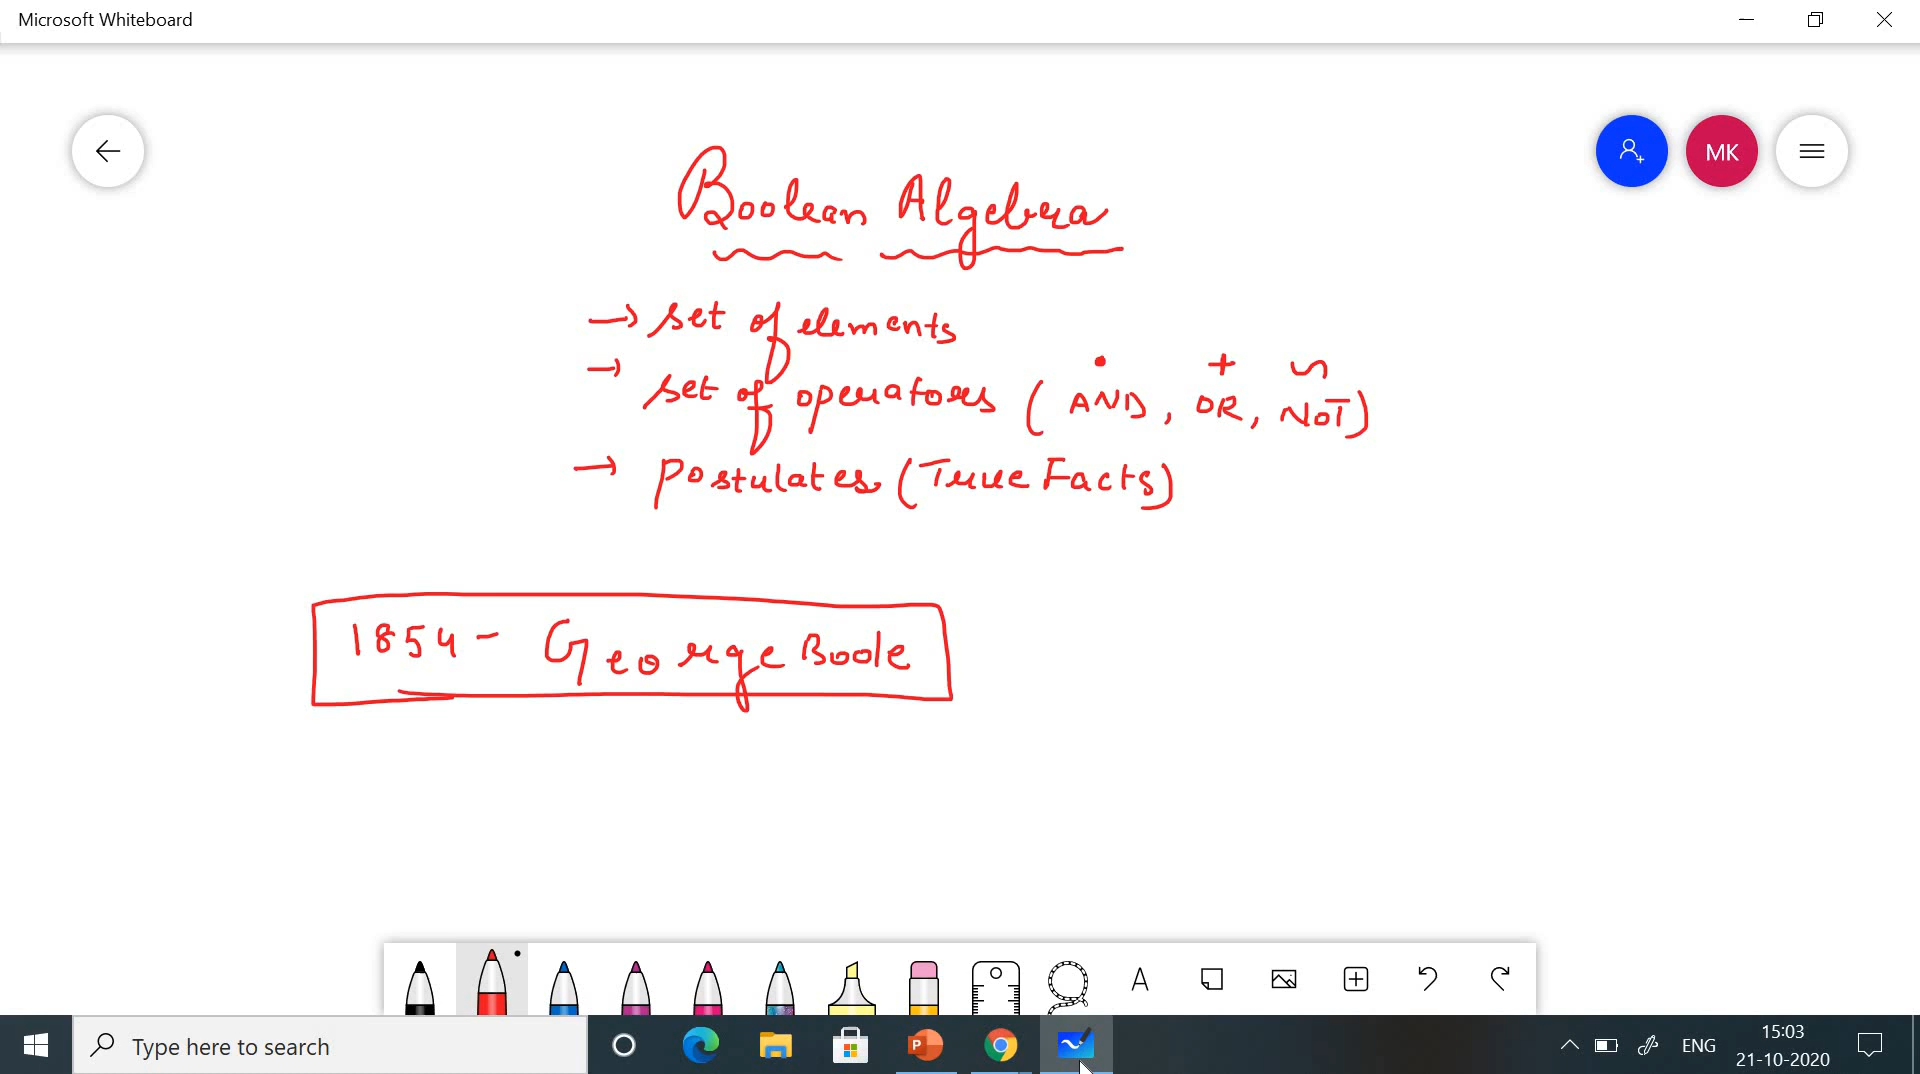 Microsoft Whiteboard
MK
Boolean Algebra
→ set of elements
. + ~
→ set of operators ( AND, OR, NOT)
→ Postulates (True Facts)
1854 - George Boole
A
Type here to search
P
ENG
15:03
21-10-2020